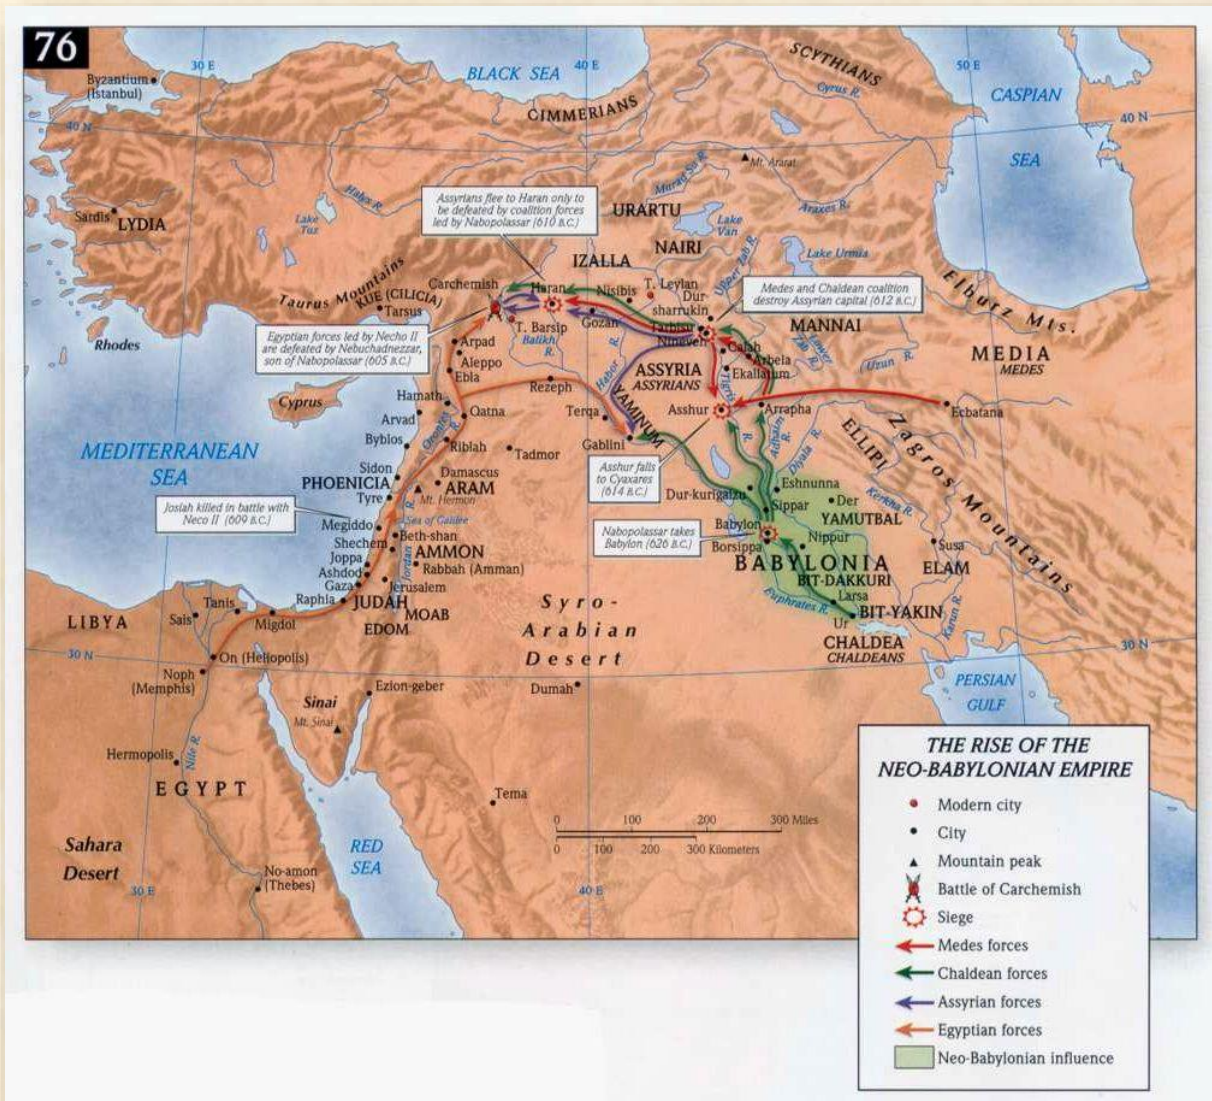 76
30 E
BLACK SEA
40 E
SCYTHIANS
50 E
Byzantium
(Istanbul)
Cyrus R.
CASPIAN
SEA
CIMMERIANS
40 N
40 N
Mt. Ararat
Murad Su R.
Halys R.
Araxes R.
Assyrians flee to Haran only to
be defeated by coalition forces
led by Nabopolassar (610 B.C.)
URARTU
Sardis
LYDIA
Lake
Tuz
Lake
Van
NAIRI
Upper Zab R.
Lake Urmia
IZALLA
Taurus Mountains
Elburz Mts.
Carchemish
Haran
Nisibis
T. Leylan
Dur-
sharrukin
Medes and Chaldean coalition
destroy Assyrian capital (612 B.C.)
KUE (CILICIA)
Tarsus
T. Barsip
Gozan
Tarbisu
Nineveh
MANNAI
Rhodes
Egyptian forces led by Necho II
are defeated by Nebuchadnezzar,
son of Nabopolassar (605 B.C.)
Balikh
R.
Habor R.
Calah
Lower
Zab R.
Arpad
Aleppo
Ebla
Arbela
Ekallatum
Uzun R.
MEDIA
MEDES
ASSYRIA
ASSYRIANS
Rezeph
Tigris
Cyprus
Hamath
Arvad
Qatna
Terqa
YAMINUM
Asshur
Arrapha
Ecbatana
Orontes
Byblos
Riblah
Tadmor
Gablini
R.
Adhaim
R.
Diyala
R.
ELLIPI
Zagros Mountains
MEDITERRANEAN
SEA
Sidon
PHOENICIA
Tyre
Damascus
ARAM
Mt. Hermon
Asshur falls
to Cyaxares
(614 B.C.)
Dur-kurigalzu
Eshnunna
Sippar
Der
YAMUTBAL
Kerkha R.
Josiah killed in battle with
Neco II (609 B.C.)
Megiddo
R.
Sea of Galilee
Beth-shan
Nabopolassar takes
Babylon (626 B.C.)
Babylon
Borsippa
Nippur
Susa
Shechem
Joppa
Ashdod
Gaza
Raphia
AMMON
Rabbah (Amman)
Jordan
Jerusalem
BABYLONIA
BIT-DAKKURI
ELAM
JUDAH
MOAB
EDOM
Syro-
Arabian
Desert
Euphrates R.
Larsa
Ur
BIT-YAKIN
Karun R.
CHALDEA
CHALDEANS
LIBYA
Sais
Tanis
Migdol
30 N
30 N
On (Heliopolis)
Noph
(Memphis)
Sinai
Mt. Sinai
Ezion-geber
Dumah
PERSIAN
GULF
Hermopolis
Nile R.
EGYPT
Tema
Sahara
Desert
RED
SEA
No-amon
(Thebes)
30 E
40 E
0 100 200 300 Miles
0 100 200 300 Kilometers
THE RISE OF THE
NEO-BABYLONIAN EMPIRE
Modern city
City
Mountain peak
Battle of Carchemish
Siege
Medes forces
Chaldean forces
Assyrian forces
Egyptian forces
Neo-Babylonian influence